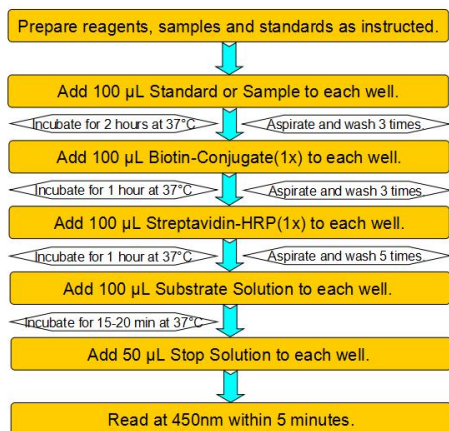 Prepare reagents, samples and standards as instructed.
Add 100 µL Standard or Sample to each well.
Incubate for 2 hours at 37°C
Aspirate and wash 3 times.
Add 100 µL Biotin-Conjugate(1x) to each well.
Incubate for 1 hour at 37°C
Aspirate and wash 3 times.
Add 100 µL Streptavidin-HRP(1x) to each well.
Incubate for 1 hour at 37°C
Aspirate and wash 5 times.
Add 100 µL Substrate Solution to each well.
Incubate for 15-20 min at 37°C
Add 50 µL Stop Solution to each well.
Read at 450nm within 5 minutes.